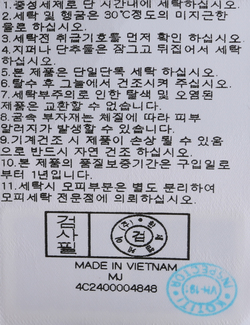 1.중성세제로 단 시간내에 세탁하십시오.
2.세탁 및 헹굼은 30℃정도의 미지근한
물로 하십시오.
3.세탁전 취급기호를 먼저 확인 하십시오.
4.지퍼나 단추들은 잠그고 뒤집어서 세탁
하십시오.
5.본 제품은 단일단독 세탁 하십시오.
6.탈수 후 그늘에서 건조시켜 주십시오.
7.세탁부주의로 인한 탈색 및 오염된
제품은 교환할 수 없습니다.
8.금속 부자재는 체질에 따라 피부
알러지가 발생할 수 있습니다.
9.기계건조 시 제품이 손상 될 수 있음
으로 반드시 자연 건조 하십시오.
10.본 제품의 품질보증기간은 구입일로
부터 1년입니다.
11.세탁시 모피부분은 별도 분리하여
모피세탁 전문점에 의뢰하십시오.
검사필
검
MADE IN VIETNAM
MJ
4C2400004848
KOTITI
INSPECTOR